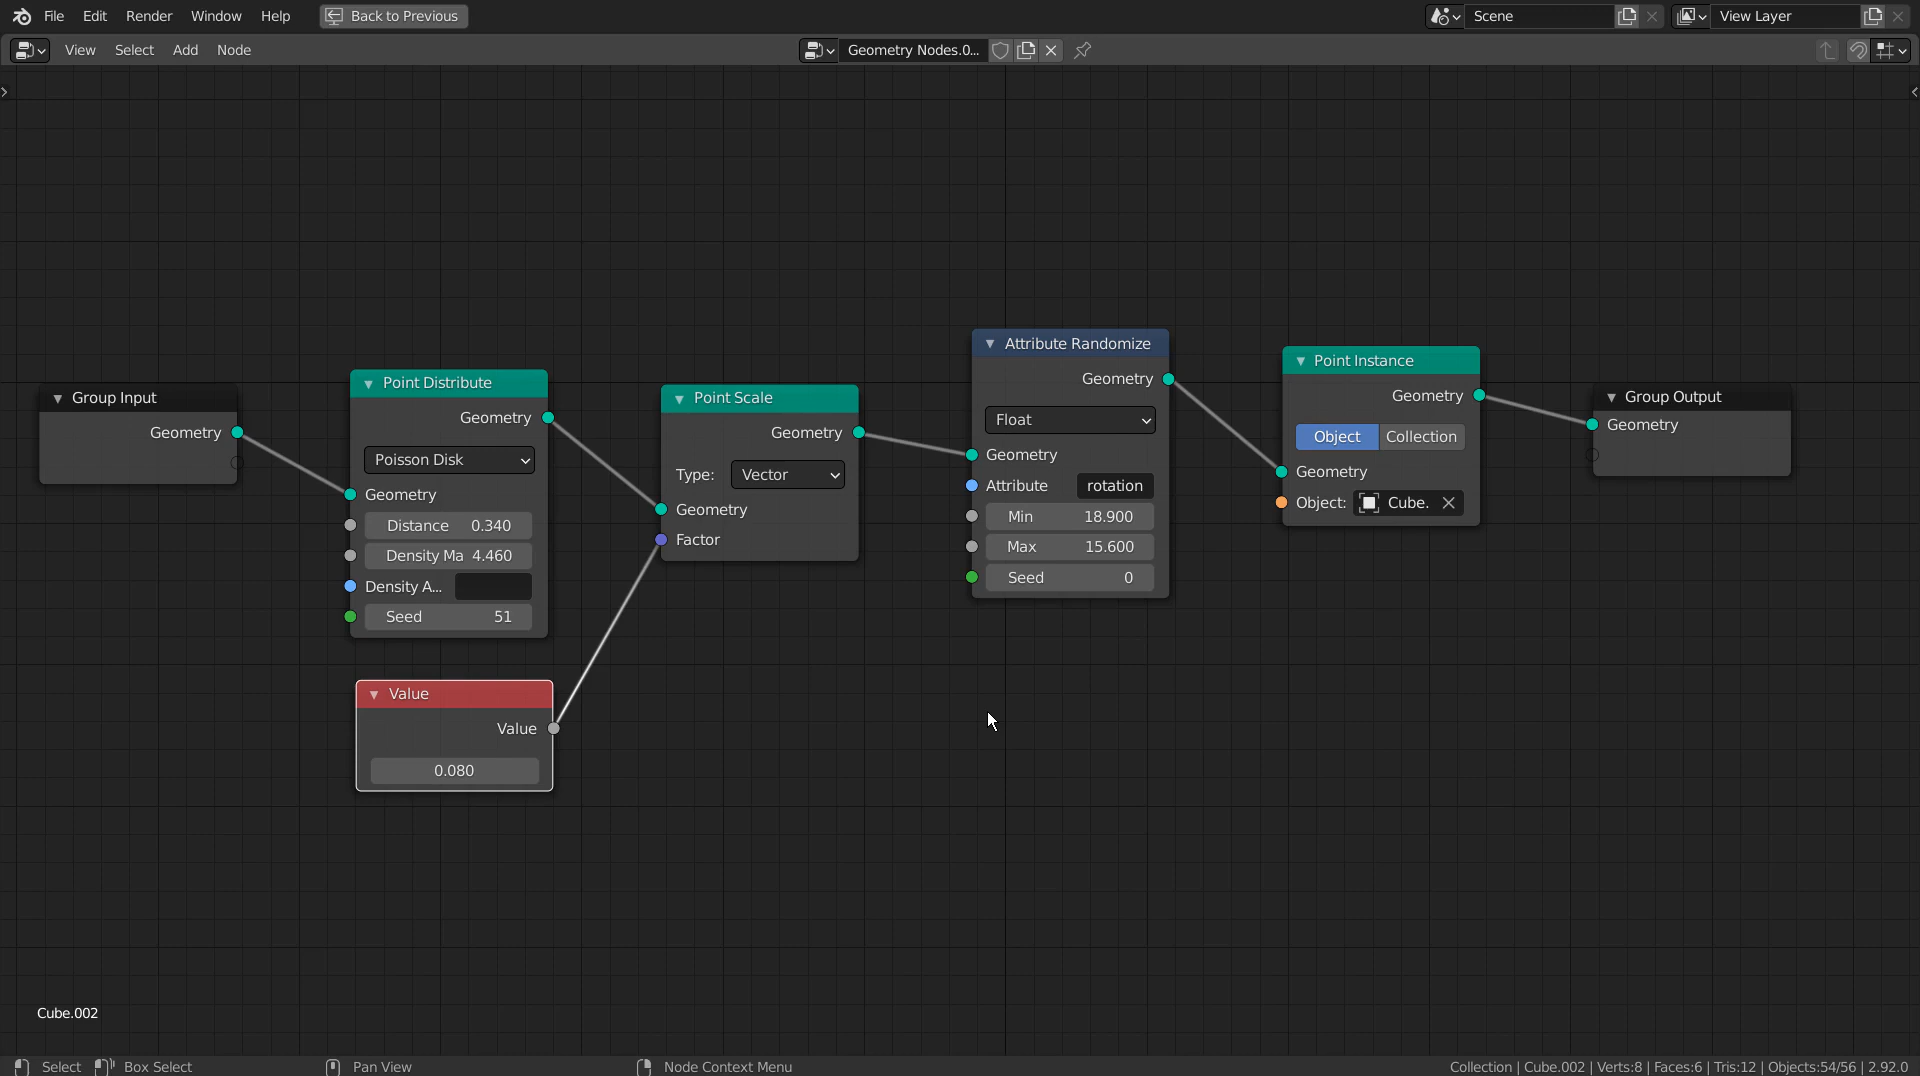 File Edit Render Window Help Back to Previous Scene View Layer
View Select Add Node Geometry Nodes.0...
Group Input
Geometry
Point Distribute
Geometry
Poisson Disk
Geometry
Distance 0.340
Density Ma 4.460
Density A...
Seed 51
Value
Value
0.080
Point Scale
Geometry
Type: Vector
Geometry
Factor
Attribute Randomize
Geometry
Float
Geometry
Attribute rotation
Min 18.900
Max 15.600
Seed 0
Point Instance
Geometry
Object Collection
Geometry
Object: Cube.
Group Output
Geometry
Cube.002
Select Box Select Pan View Node Context Menu Collection | Cube.002 | Verts:8 | Faces:6 | Tris:12 | Objects:54/56 | 2.92.0